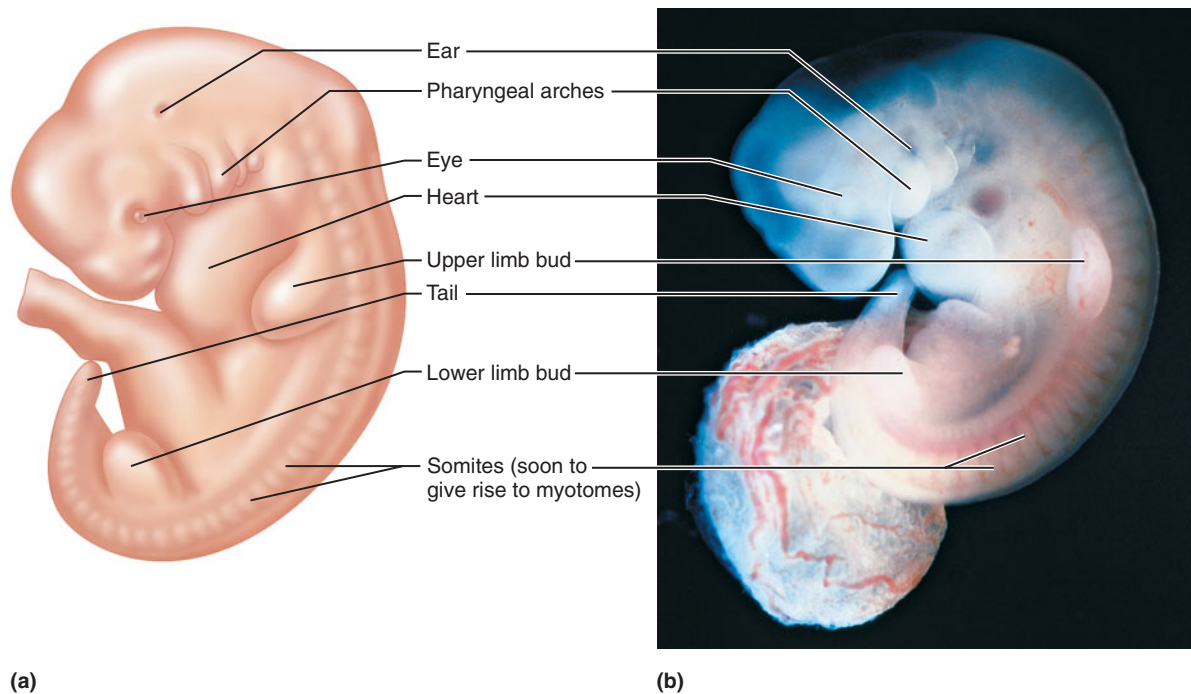 Ear
Pharyngeal arches
Eye
Heart
Upper limb bud
Tail
Lower limb bud
Somites (soon to
give rise to myotomes)
(a)
(b)